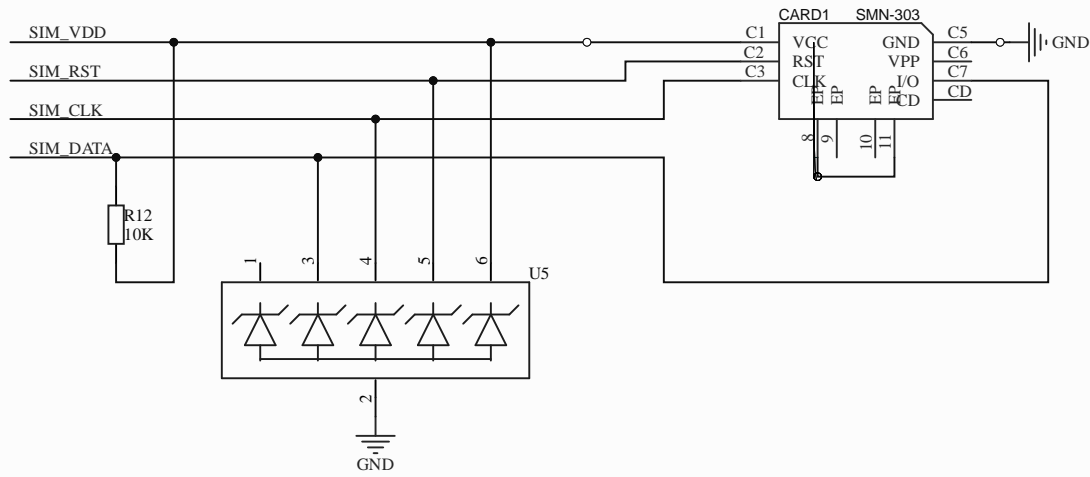 CARD1 SMN-303
SIM_VDD C1 VCC GND C5 GND
C2 RST VPP C6
SIM_RST C3 CLK I/O C7
EP EP EP EP CD CD
SIM_CLK
8 9 10 11
SIM_DATA
R12
10K
1 3 4 5 6 U5
2
GND